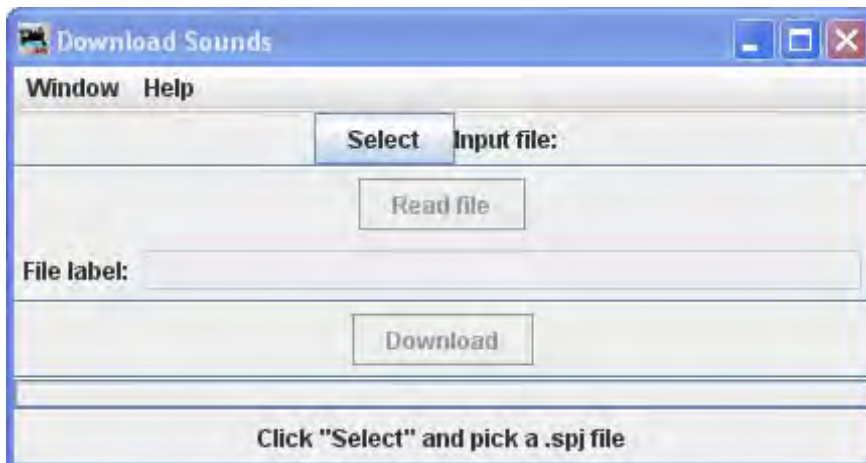 Download Sounds
Window Help
Select Input file:
Read file
File label:
Download
Click "Select" and pick a .spj file